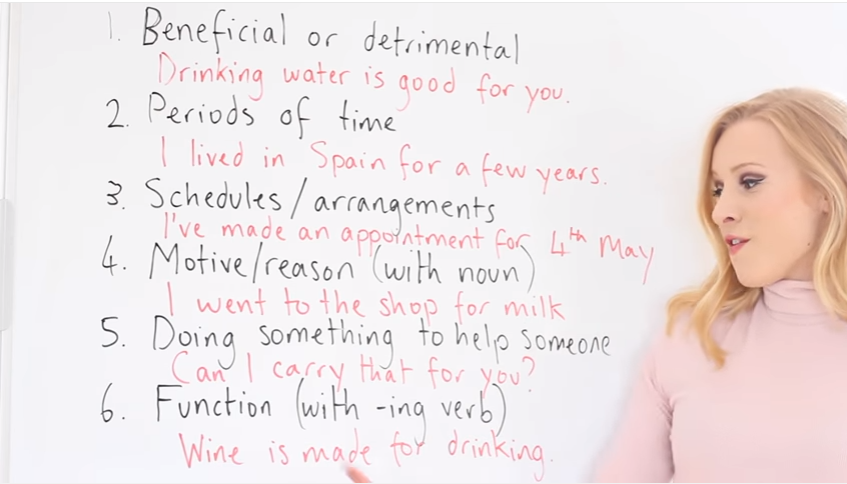 1. Beneficial or detrimental
Drinking water is good for you.
2. Periods of time
I lived in Spain for a few years.
3. Schedules/arrangements
I've made an appointment for 4th May
4. Motive/reason (with noun)
I went to the shop for milk
5. Doing something to help someone
Can I carry that for you?
6. Function (with -ing verb)
Wine is made for drinking.